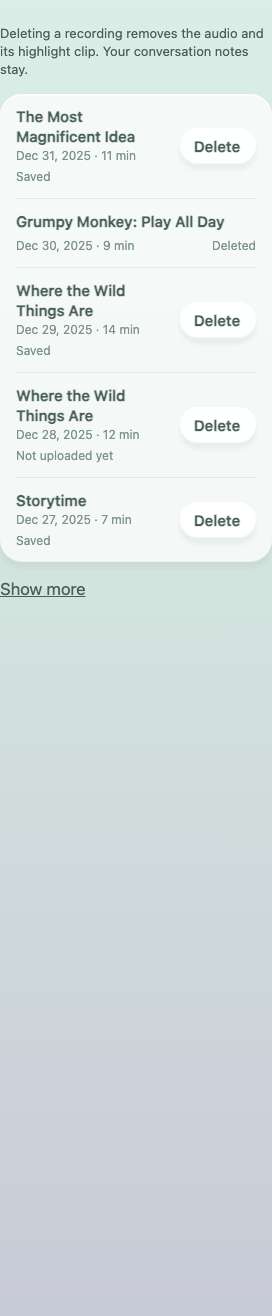 Deleting a recording removes the audio and
its highlight clip. Your conversation notes
stay.
The Most
Magnificent Idea
Dec 31, 2025 · 11 min
Saved
Delete
Grumpy Monkey: Play All Day
Dec 30, 2025 · 9 min
Deleted
Where the Wild
Things Are
Dec 29, 2025 · 14 min
Saved
Delete
Where the Wild
Things Are
Dec 28, 2025 · 12 min
Not uploaded yet
Delete
Storytime
Dec 27, 2025 · 7 min
Saved
Delete
Show more